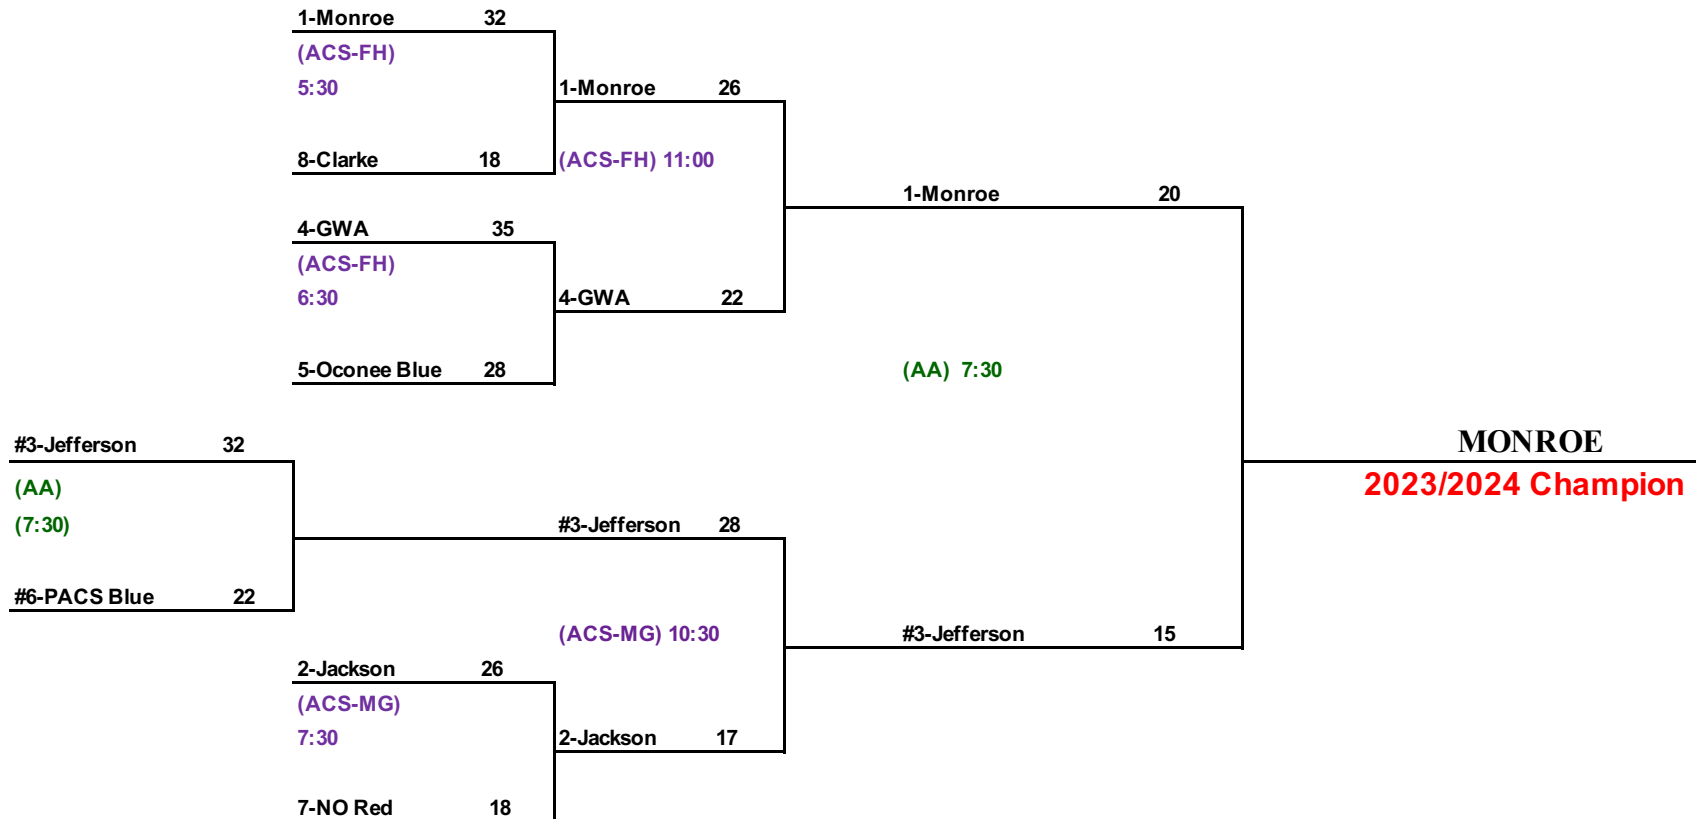 1-Monroe 32
(ACS-FH)
5:30
1-Monroe 26
8-Clarke 18
(ACS-FH) 11:00
1-Monroe 20
4-GWA 35
(ACS-FH)
6:30
4-GWA 22
5-Oconee Blue 28
(AA) 7:30
#3-Jefferson 32
MONROE
2023/2024 Champion
(AA)
(7:30)
#3-Jefferson 28
#6-PACS Blue 22
(ACS-MG) 10:30
#3-Jefferson 15
2-Jackson 26
(ACS-MG)
7:30
2-Jackson 17
7-NO Red 18